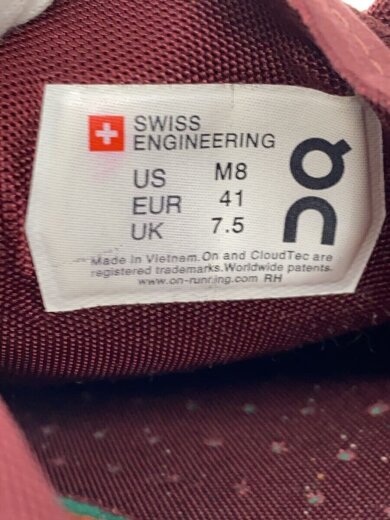 SWISS
ENGINEERING
US M8
EUR 41
UK 7.5
Made in Vietnam. On and CloudTec are
registered trademarks. Worldwide patents.
www.on-running.com RH